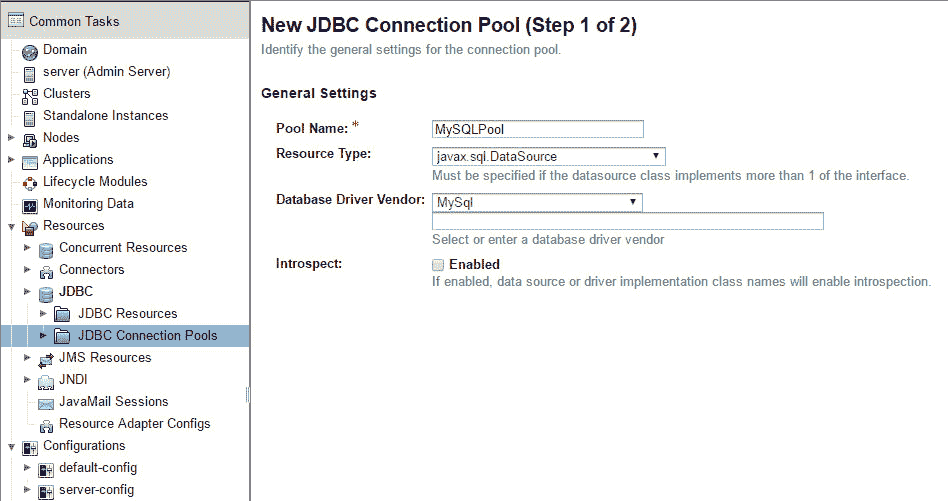 Common Tasks
Domain
server (Admin Server)
Clusters
Standalone Instances
Nodes
Applications
Lifecycle Modules
Monitoring Data
Resources
Concurrent Resources
Connectors
JDBC
JDBC Resources
JDBC Connection Pools
JMS Resources
JNDI
JavaMail Sessions
Resource Adapter Configs
Configurations
default-config
server-config
New JDBC Connection Pool (Step 1 of 2)
Identify the general settings for the connection pool.
General Settings
Pool Name: * MySQLPool
Resource Type: javax.sql.DataSource
Must be specified if the datasource class implements more than 1 of the interface.
Database Driver Vendor: MySql
Select or enter a database driver vendor
Introspect: Enabled
If enabled, data source or driver implementation class names will enable introspection.